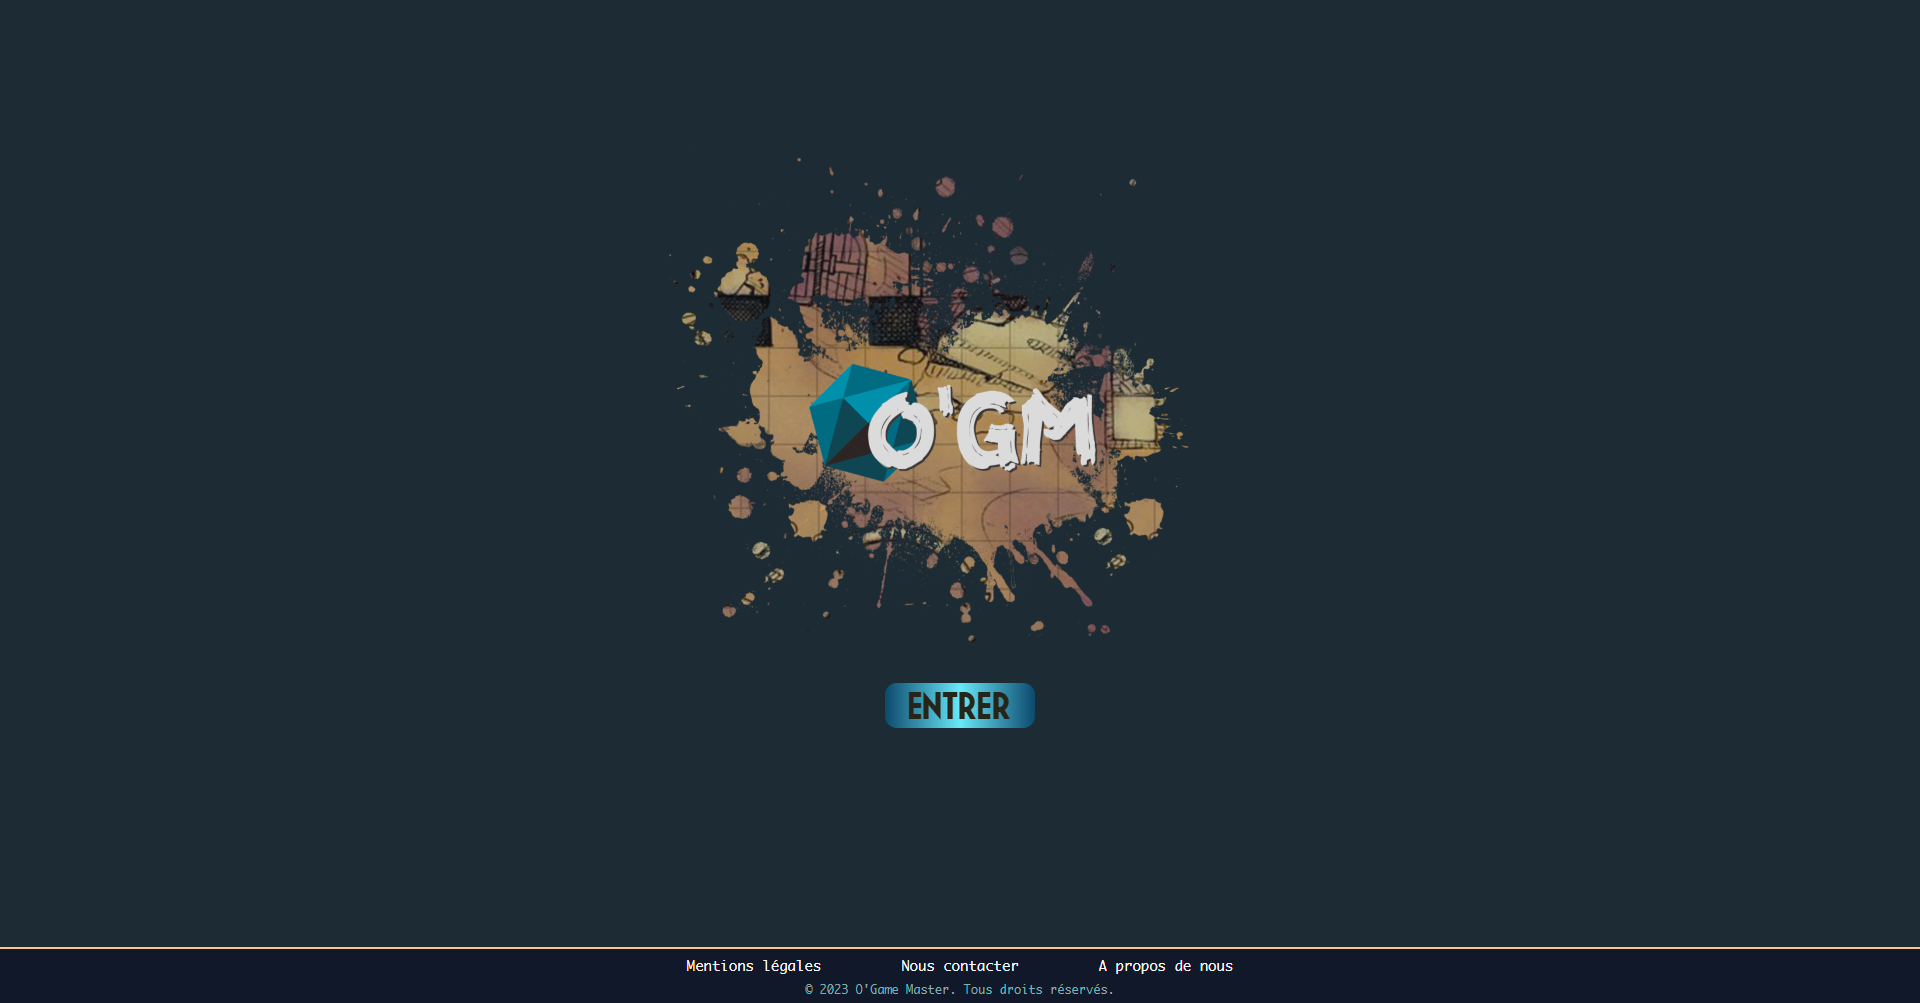 O'GM
ENTRER
Mentions légales Nous contacter A propos de nous
© 2023 O'Game Master. Tous droits réservés.